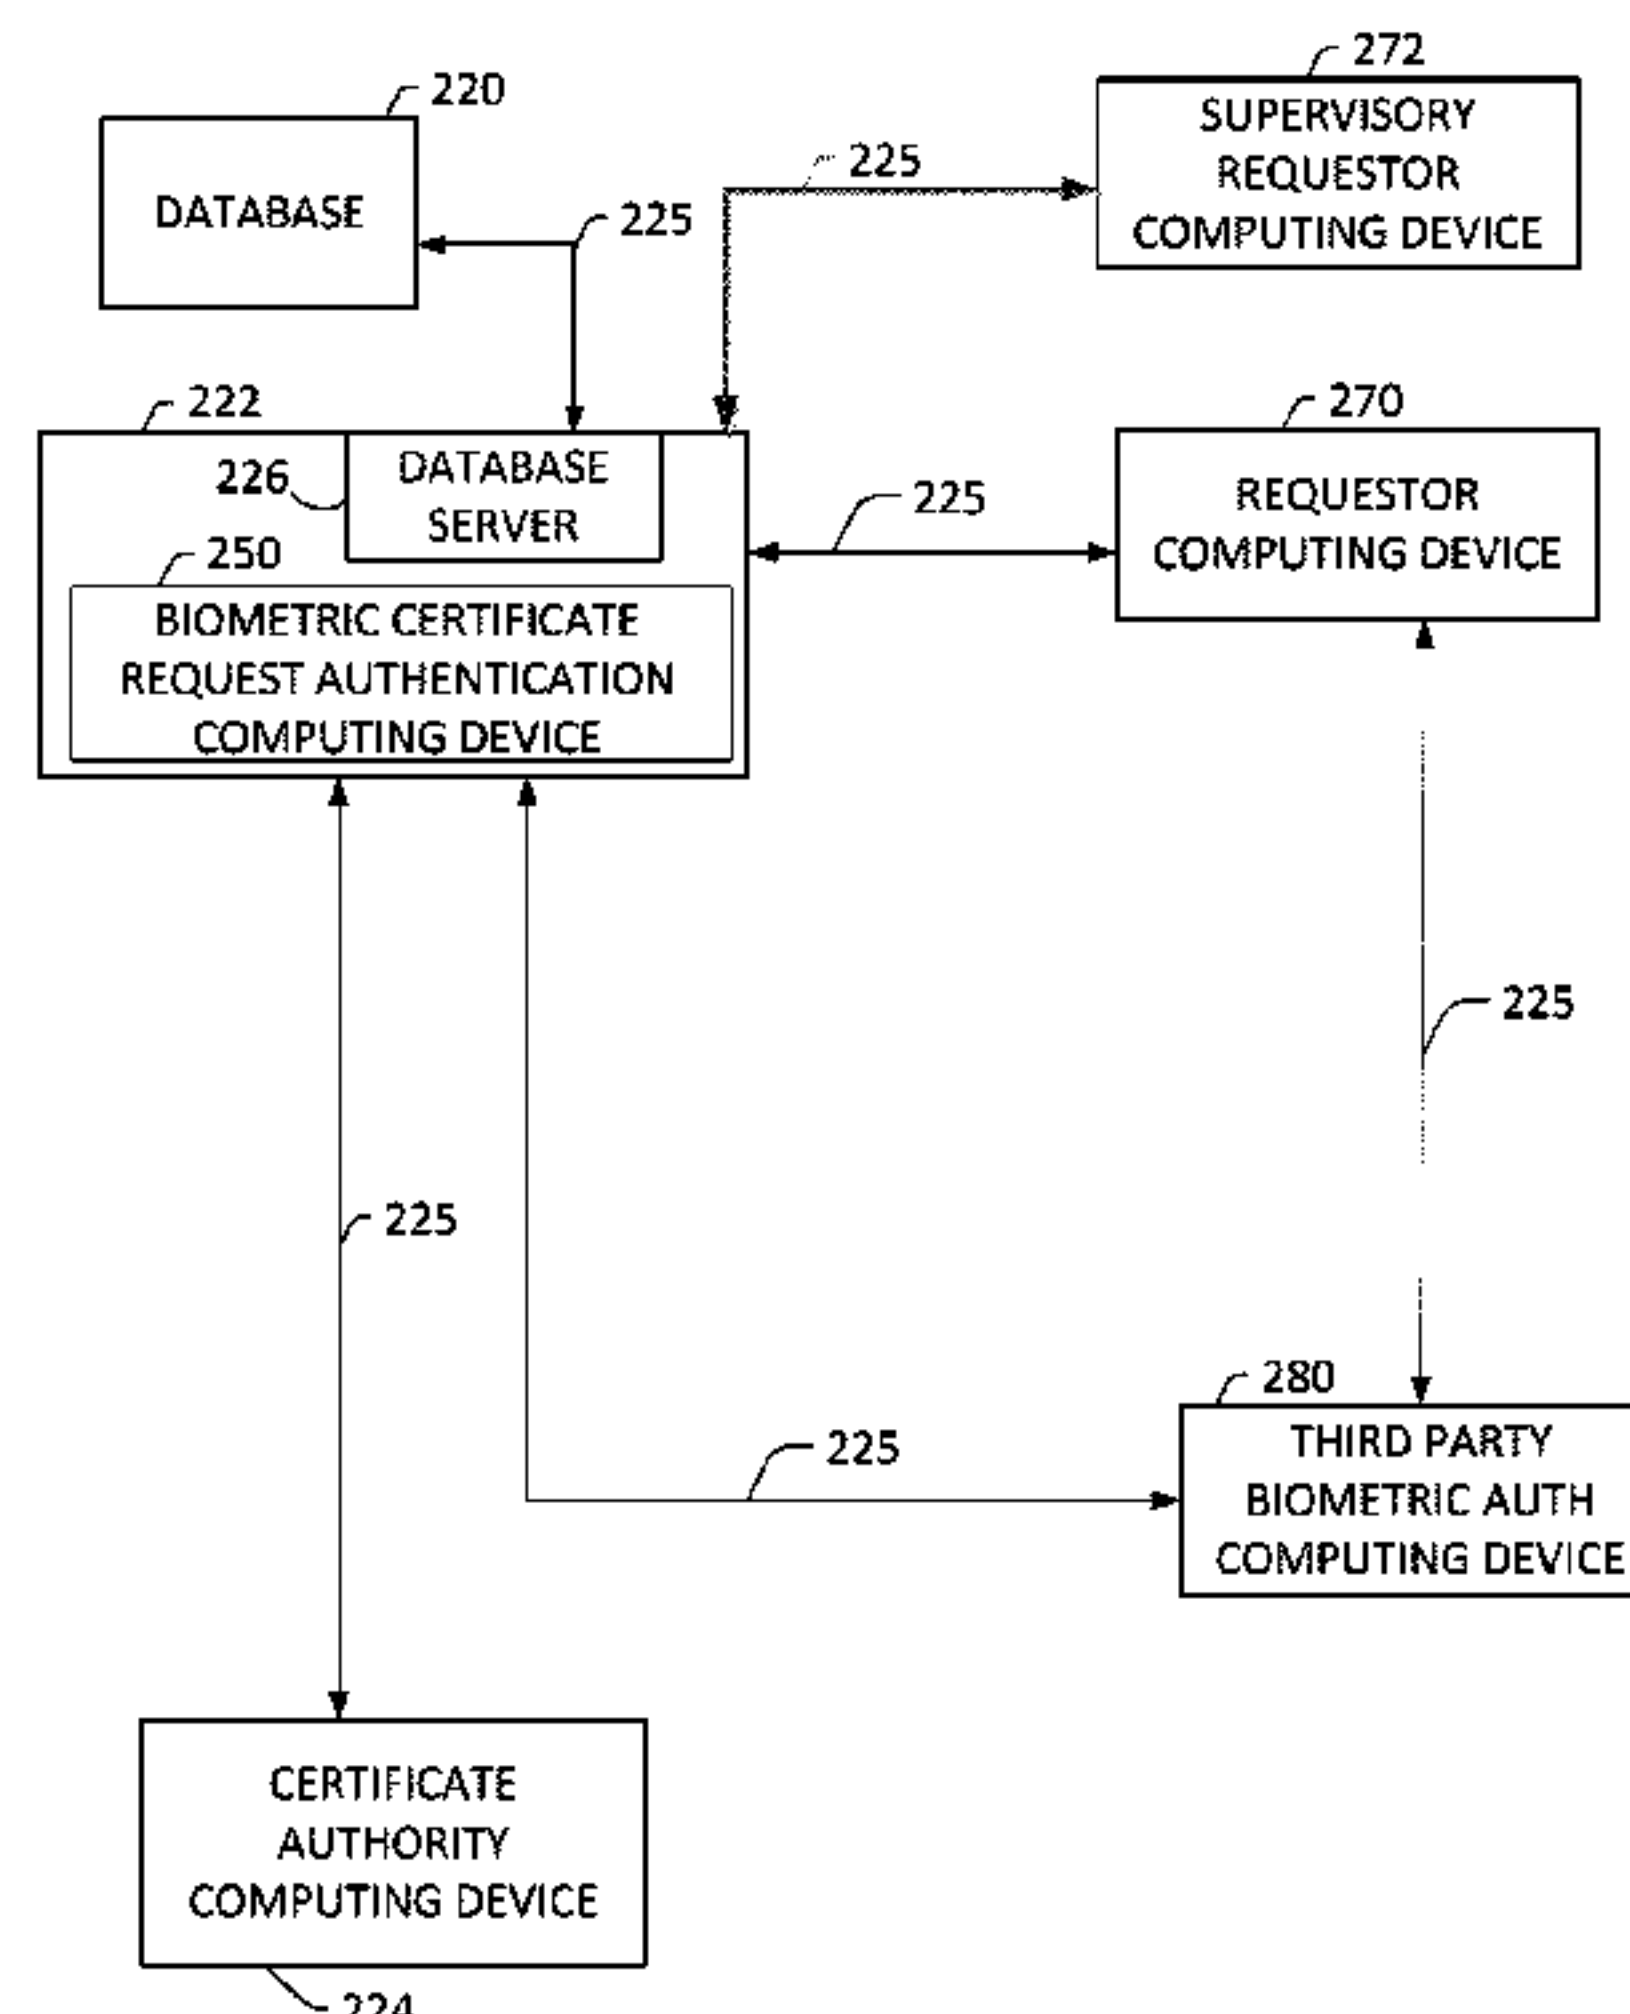 272
SUPERVISORY
REQUESTOR
COMPUTING DEVICE
220
DATABASE
225
225
222
226
DATABASE
SERVER
250
BIOMETRIC CERTIFICATE
REQUEST AUTHENTICATION
COMPUTING DEVICE
225
270
REQUESTOR
COMPUTING DEVICE
225
225
280
THIRD PARTY
BIOMETRIC AUTH
COMPUTING DEVICE
225
CERTIFICATE
AUTHORITY
COMPUTING DEVICE
224